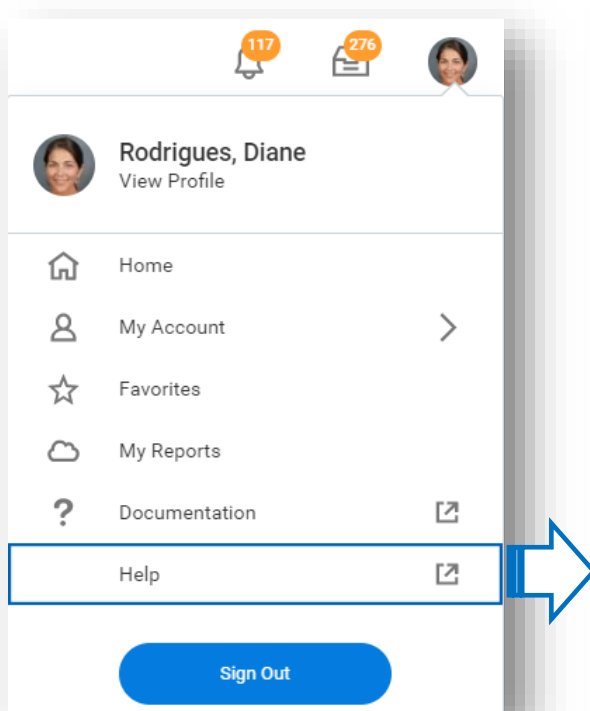 117 276
Rodrigues, Diane
View Profile
Home
My Account
Favorites
My Reports
? Documentation
Help
Sign Out